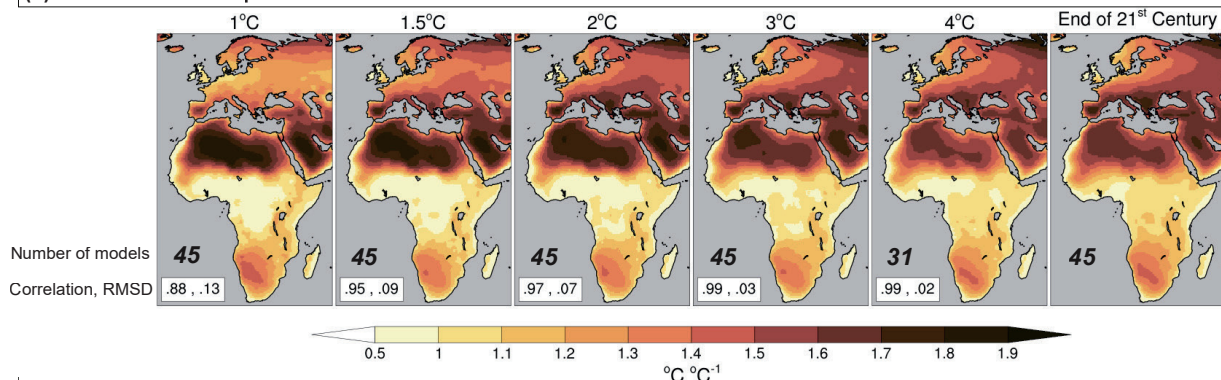 1°C 1.5°C 2°C 3°C 4°C End of 21st Century
Number of models 45 45 45 45 31 45
Correlation, RMSD .88 , .13 .95 , .09 .97 , .07 .99 , .03 .99 , .02
0.5 1 1.1 1.2 1.3 1.4 1.5 1.6 1.7 1.8 1.9
°C °C⁻¹